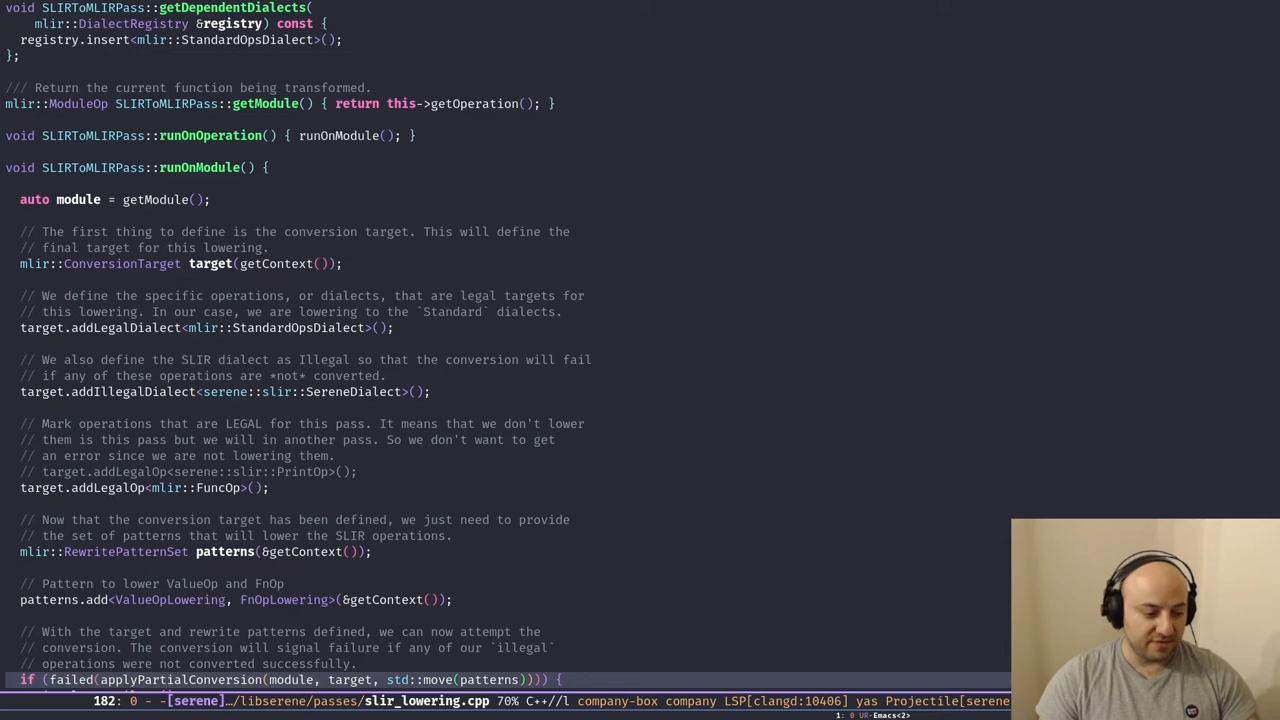 void SLIRToMLIRPass::getDependentDialects(
    mlir::DialectRegistry &registry) const {
  registry.insert<mlir::StandardOpsDialect>();
};
/// Return the current function being transformed.
mlir::ModuleOp SLIRToMLIRPass::getModule() { return this->getOperation(); }
void SLIRToMLIRPass::runOnOperation() { runOnModule(); }
void SLIRToMLIRPass::runOnModule() {
  auto module = getModule();
  // The first thing to define is the conversion target. This will define the
  // final target for this lowering.
  mlir::ConversionTarget target(getContext());
  // We define the specific operations, or dialects, that are legal targets for
  // this lowering. In our case, we are lowering to the `Standard` dialects.
  target.addLegalDialect<mlir::StandardOpsDialect>();
  // We also define the SLIR dialect as Illegal so that the conversion will fail
  // if any of these operations are *not* converted.
  target.addIllegalDialect<serene::slir::SereneDialect>();
  // Mark operations that are LEGAL for this pass. It means that we don't lower
  // them is this pass but we will in another pass. So we don't want to get
  // an error since we are not lowering them.
  // target.addLegalOp<serene::slir::PrintOp>();
  target.addLegalOp<mlir::FuncOp>();
  // Now that the conversion target has been defined, we just need to provide
  // the set of patterns that will lower the SLIR operations.
  mlir::RewritePatternSet patterns(&getContext());
  // Pattern to lower ValueOp and FnOp
  patterns.add<ValueOpLowering, FnOpLowering>(&getContext());
  // With the target and rewrite patterns defined, we can now attempt the
  // conversion. The conversion will signal failure if any of our `illegal`
  // operations were not converted successfully.
  if (failed(applyPartialConversion(module, target, std::move(patterns)))) {
182: 0 - -[serene]…/libserene/passes/slir_lowering.cpp 70% C++//l company-box company LSP[clangd:10406] yas Projectile[serene
1: 0 UR-Emacs<2>